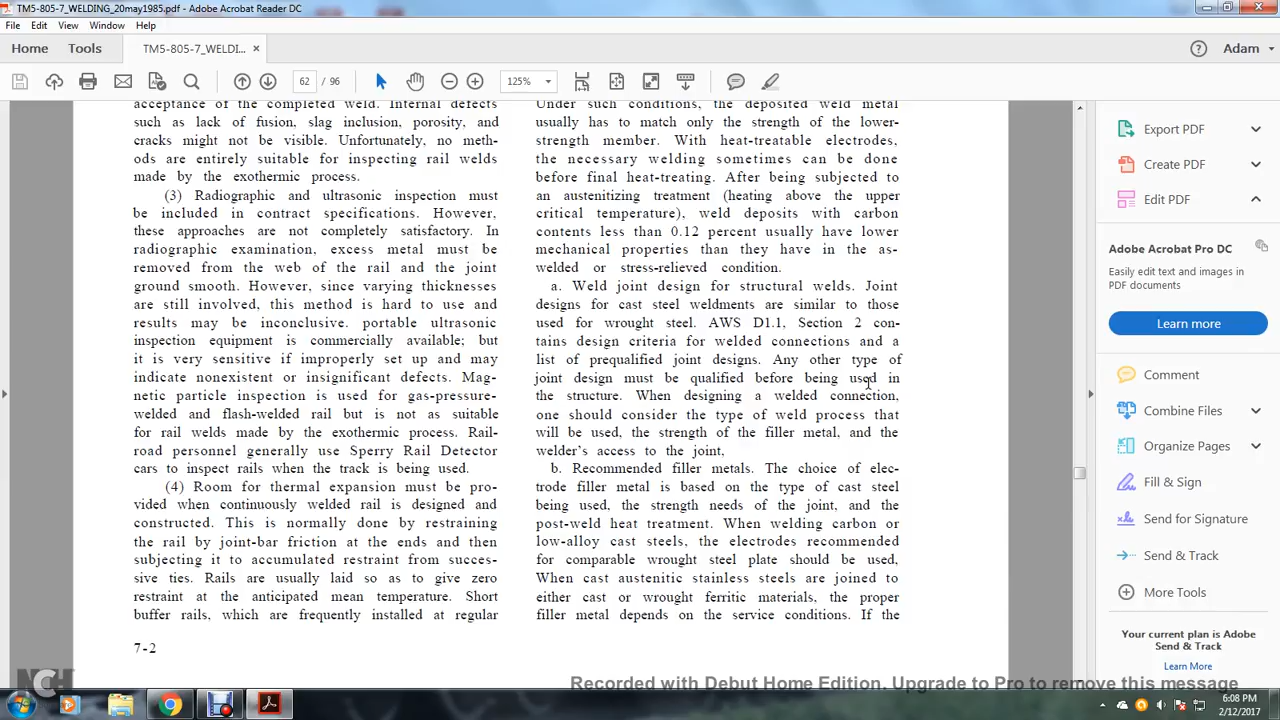 TM5-805-7_WELDING_20may1985.pdf - Adobe Acrobat Reader DC
File Edit View Window Help
Home Tools TM5-805-7_WELDI... Adam
62 / 96 125%
acceptance of the completed weld. Internal defects
such as lack of fusion, slag inclusion, porosity, and
cracks might not be visible. Unfortunately, no meth-
ods are entirely suitable for inspecting rail welds
made by the exothermic process.
(3) Radiographic and ultrasonic inspection must
be included in contract specifications. However,
these approaches are not completely satisfactory. In
radiographic examination, excess metal must be
removed from the web of the rail and the joint
ground smooth. However, since varying thicknesses
are still involved, this method is hard to use and
results may be inconclusive. portable ultrasonic
inspection equipment is commercially available; but
it is very sensitive if improperly set up and may
indicate nonexistent or insignificant defects. Mag-
netic particle inspection is used for gas-pressure-
welded and flash-welded rail but is not as suitable
for rail welds made by the exothermic process. Rail-
road personnel generally use Sperry Rail Detector
cars to inspect rails when the track is being used.
(4) Room for thermal expansion must be pro-
vided when continuously welded rail is designed and
constructed. This is normally done by restraining
the rail by joint-bar friction at the ends and then
subjecting it to accumulated restraint from succes-
sive ties. Rails are usually laid so as to give zero
restraint at the anticipated mean temperature. Short
buffer rails, which are frequently installed at regular
7-2
Under such conditions, the deposited weld metal
usually has to match only the strength of the lower-
strength member. With heat-treatable electrodes,
the necessary welding sometimes can be done
before final heat-treating. After being subjected to
an austenitizing treatment (heating above the upper
critical temperature), weld deposits with carbon
contents less than 0.12 percent usually have lower
mechanical properties than they have in the as-
welded or stress-relieved condition.
a. Weld joint design for structural welds. Joint
designs for cast steel weldments are similar to those
used for wrought steel. AWS D1.1, Section 2 con-
tains design criteria for welded connections and a
list of prequalified joint designs. Any other type of
joint design must be qualified before being used in
the structure. When designing a welded connection,
one should consider the type of weld process that
will be used, the strength of the filler metal, and the
welder's access to the joint,
b. Recommended filler metals. The choice of elec-
trode filler metal is based on the type of cast steel
being used, the strength needs of the joint, and the
post-weld heat treatment. When welding carbon or
low-alloy cast steels, the electrodes recommended
for comparable wrought steel plate should be used,
When cast austenitic stainless steels are joined to
either cast or wrought ferritic materials, the proper
filler metal depends on the service conditions. If the
Export PDF
Create PDF
Edit PDF
Adobe Acrobat Pro DC
Easily edit text and images in
PDF documents
Learn more
Comment
Combine Files
Organize Pages
Fill & Sign
Send for Signature
Send & Track
More Tools
Your current plan is Adobe
Send & Track
Learn More
NCH
Recorded with Debut Home Edition. Upgrade to Pro to remove this message
6:08 PM
2/12/2017